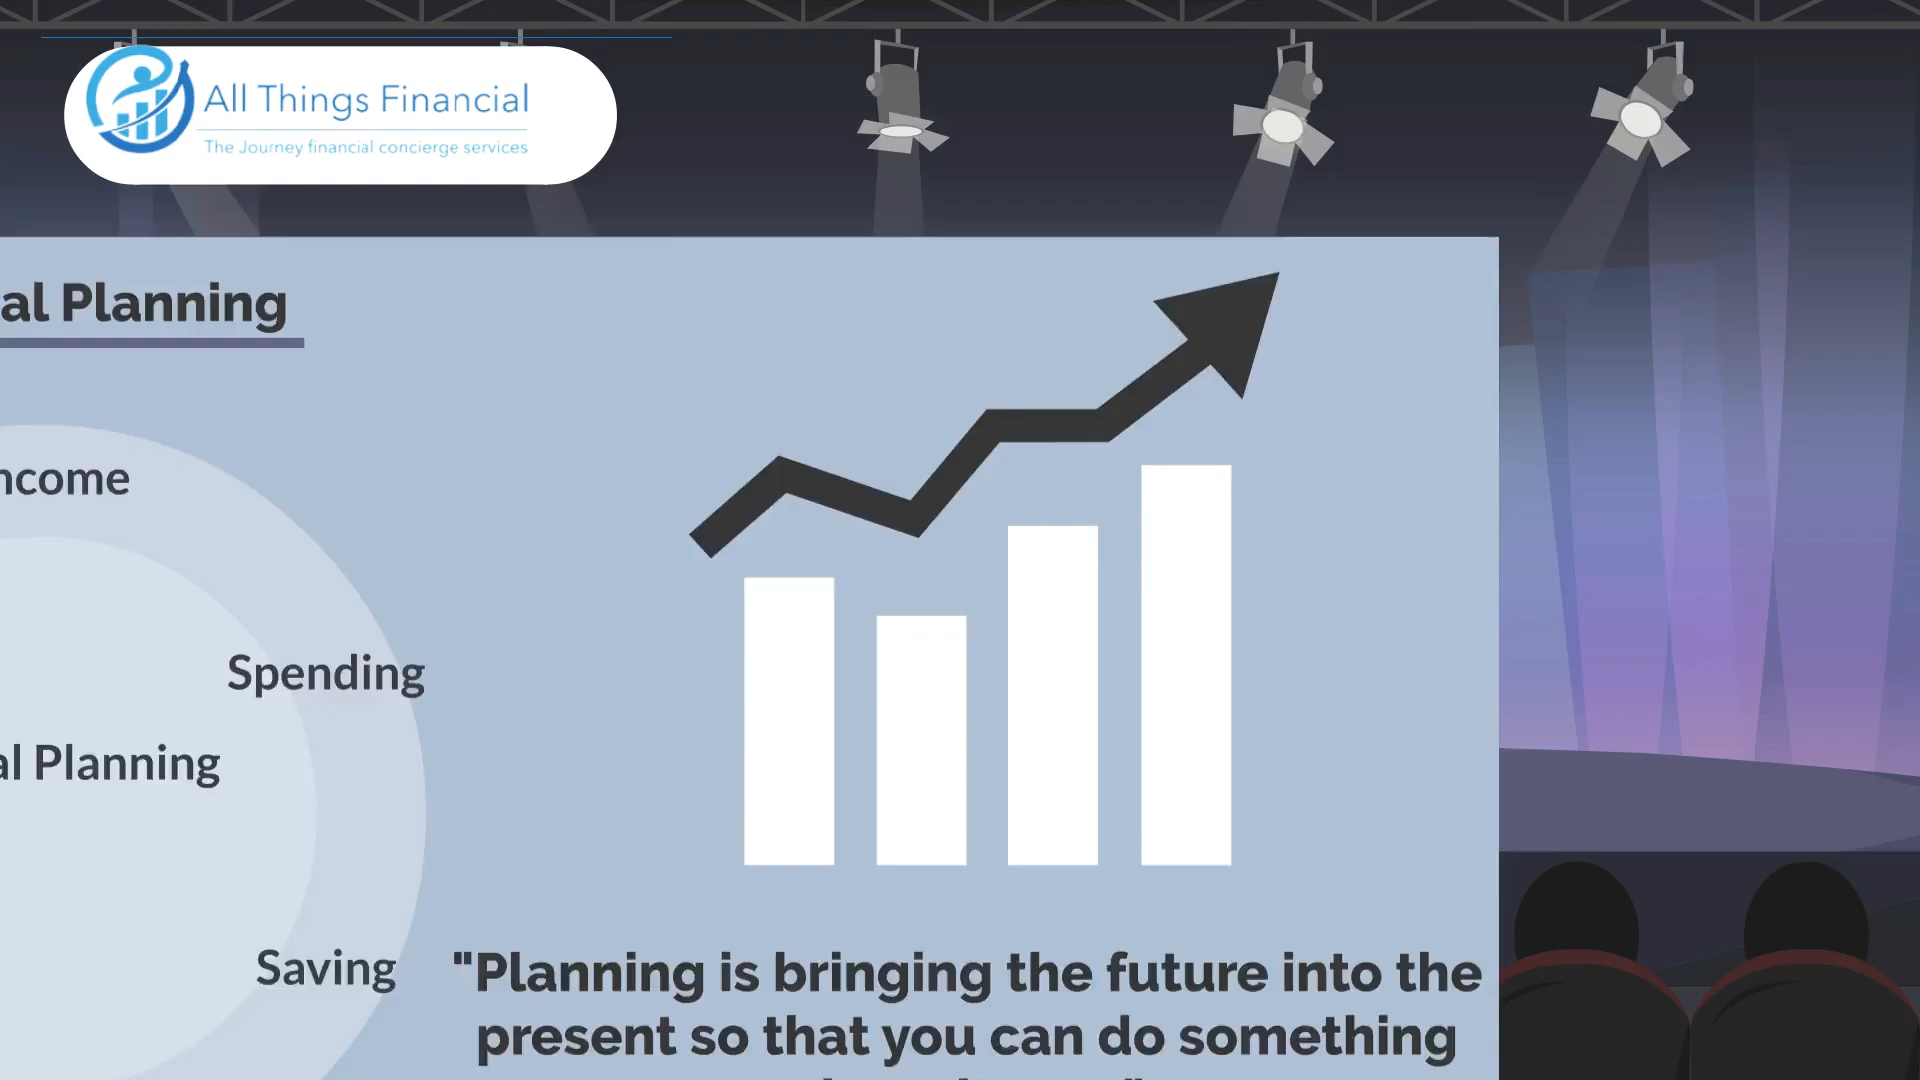 All Things Financial
The Journey financial concierge services
al Planning
ncome
Spending
al Planning
Saving
"Planning is bringing the future into the
present so that you can do something